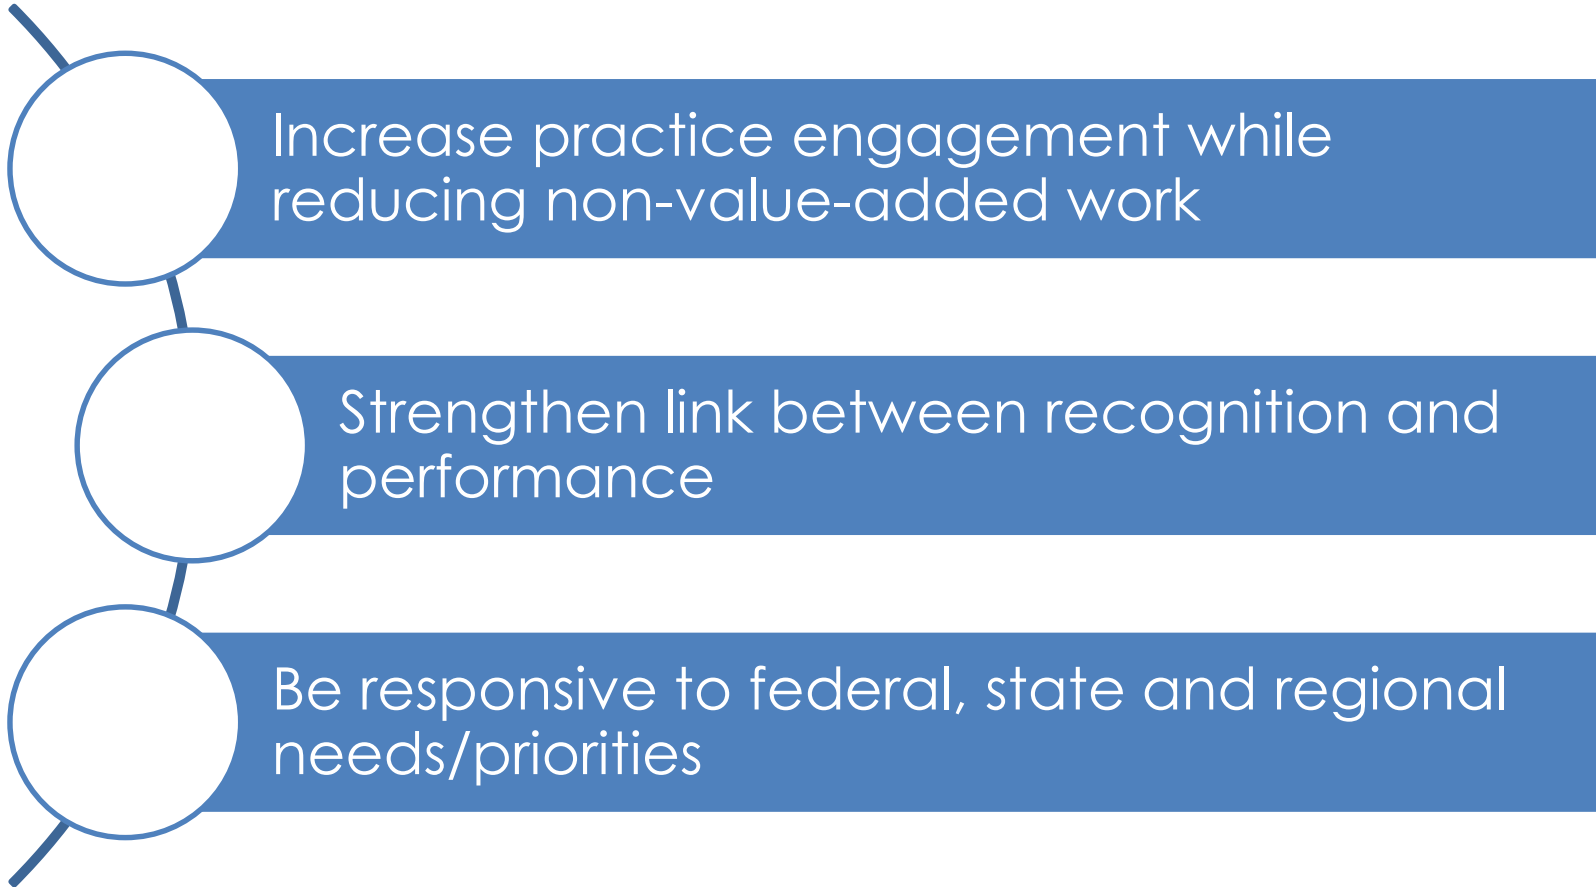 Increase practice engagement while
reducing non-value-added work
Strengthen link between recognition and
performance
Be responsive to federal, state and regional
needs/priorities